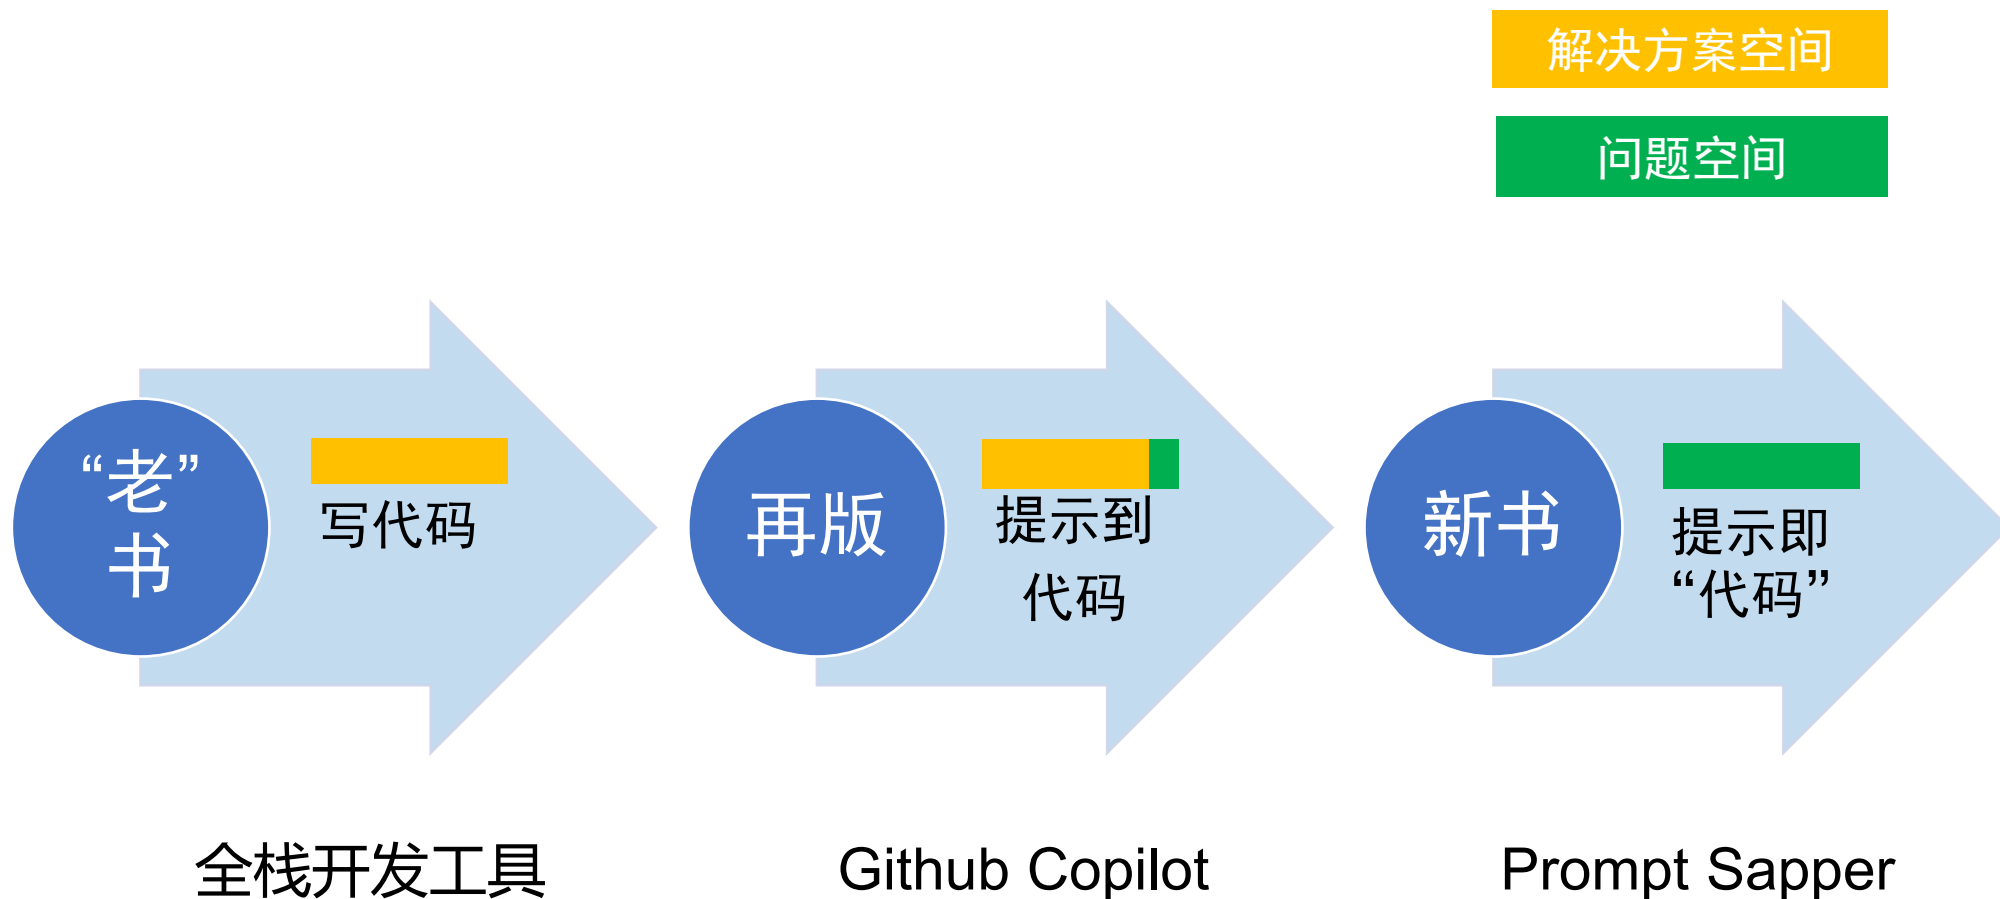 解决方案空间
问题空间
“老”
书
写代码
再版
提示到
代码
新书
提示即
“代码”
全栈开发工具
Github Copilot
Prompt Sapper